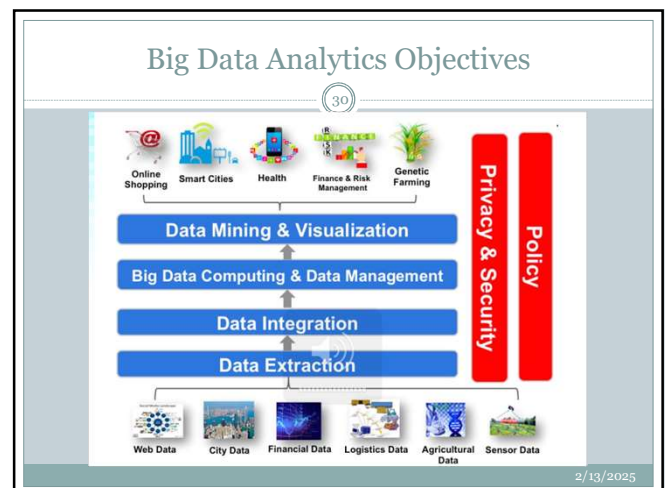 Big Data Analytics Objectives
30
Online
Shopping
Smart Cities
Health
FINANCE
RISK
Finance & Risk
Management
Genetic
Farming
Privacy & Security
Policy
Data Mining & Visualization
Big Data Computing & Data Management
Data Integration
Data Extraction
Web Data
City Data
Financial Data
Logistics Data
Agricultural
Data
Sensor Data
2/13/2025